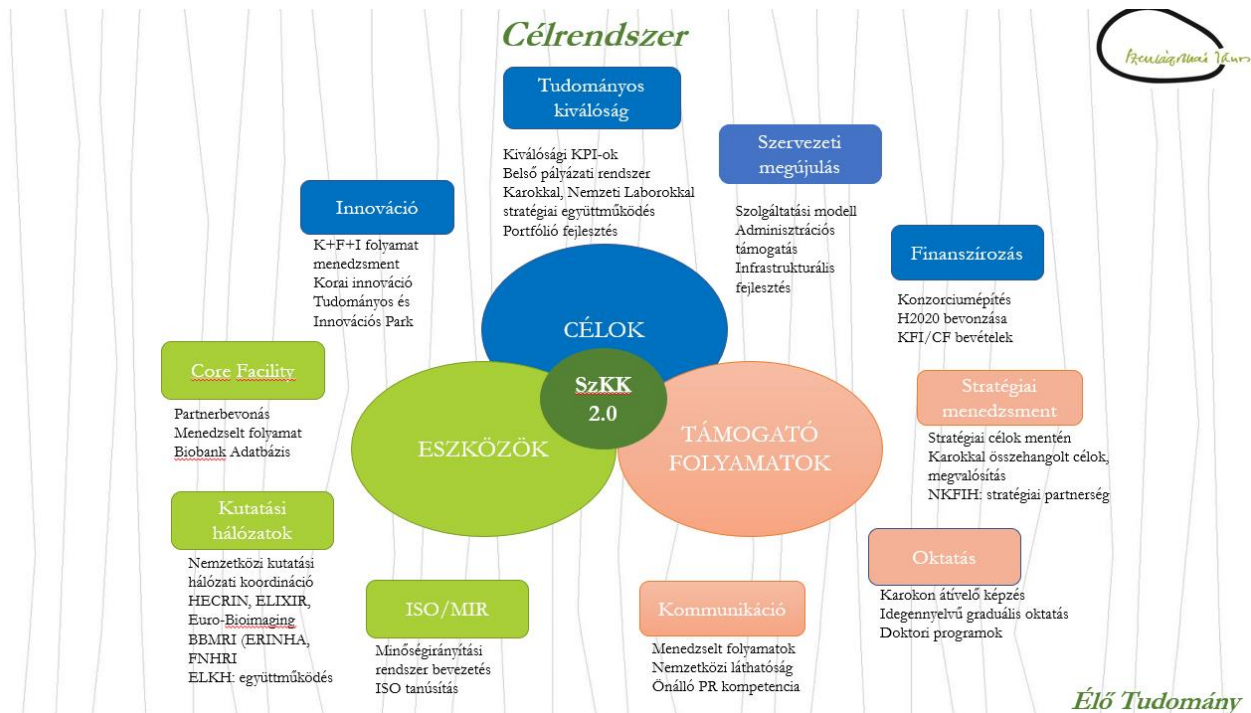 Célrendszer
Szentágothai János
Tudományos
kiválóság
Kiválósági KPI-ok
Belső pályázati rendszer
Karokkal, Nemzeti Laborokkal
stratégiai együttműködés
Portfólió fejlesztés
Szervezeti
megújulás
Szolgáltatási modell
Adminisztrációs
támogatás
Infrastrukturális
fejlesztés
Innováció
K+F+I folyamat
menedzsment
Korai innováció
Tudományos és
Innovációs Park
Finanszírozás
Konzorciumépítés
H2020 bevonzása
KFI/CF bevételek
CÉLOK
SzKK
2.0
ESZKÖZÖK
TÁMOGATÓ
FOLYAMATOK
Core Facility
Partnerbevonás
Menedzselt folyamat
Biobank Adatbázis
Stratégiai
menedzsment
Stratégiai célok mentén
Karokkal összehangolt célok,
megvalósítás
NKFIH: stratégiai partnerség
Kutatási
hálózatok
Nemzetközi kutatási
hálózati koordináció
HECRIN, ELIXIR,
Euro-Bioimaging
BBMRI (ERINHA,
FNHRI
ELKH: együttműködés
ISO/MIR
Minőségirányítási
rendszer bevezetés
ISO tanúsítás
Kommunikáció
Menedzselt folyamatok
Nemzetközi láthatóság
Önálló PR kompetencia
Oktatás
Karokon átívelő képzés
Idegennyelvű graduális oktatás
Doktori programok
Élő Tudomány